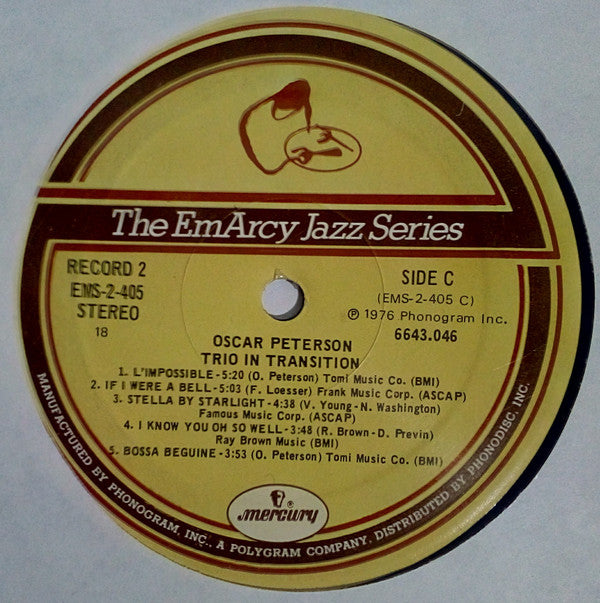 The EmArcy Jazz Series
RECORD 2
EMS-2-405
STEREO
18
SIDE C
(EMS-2-405 C)
℗ 1976 Phonogram Inc.
6643.046
OSCAR PETERSON
TRIO IN TRANSITION
1. L'IMPOSSIBLE - 5:20 (O. Peterson) Tomi Music Co. (BMI)
2. IF I WERE A BELL - 5:03 (F. Loesser) Frank Music Corp. (ASCAP)
3. STELLA BY STARLIGHT - 4:38 (V. Young - N. Washington)
Famous Music Corp. (ASCAP)
4. I KNOW YOU OH SO WELL - 3:48 (R. Brown - D. Previn)
Ray Brown Music (BMI)
5. BOSSA BEGUINE - 3:53 (O. Peterson) Tomi Music Co. (BMI)
mercury
MANUFACTURED BY PHONOGRAM, INC., A POLYGRAM COMPANY, DISTRIBUTED BY PHONODISC, INC.